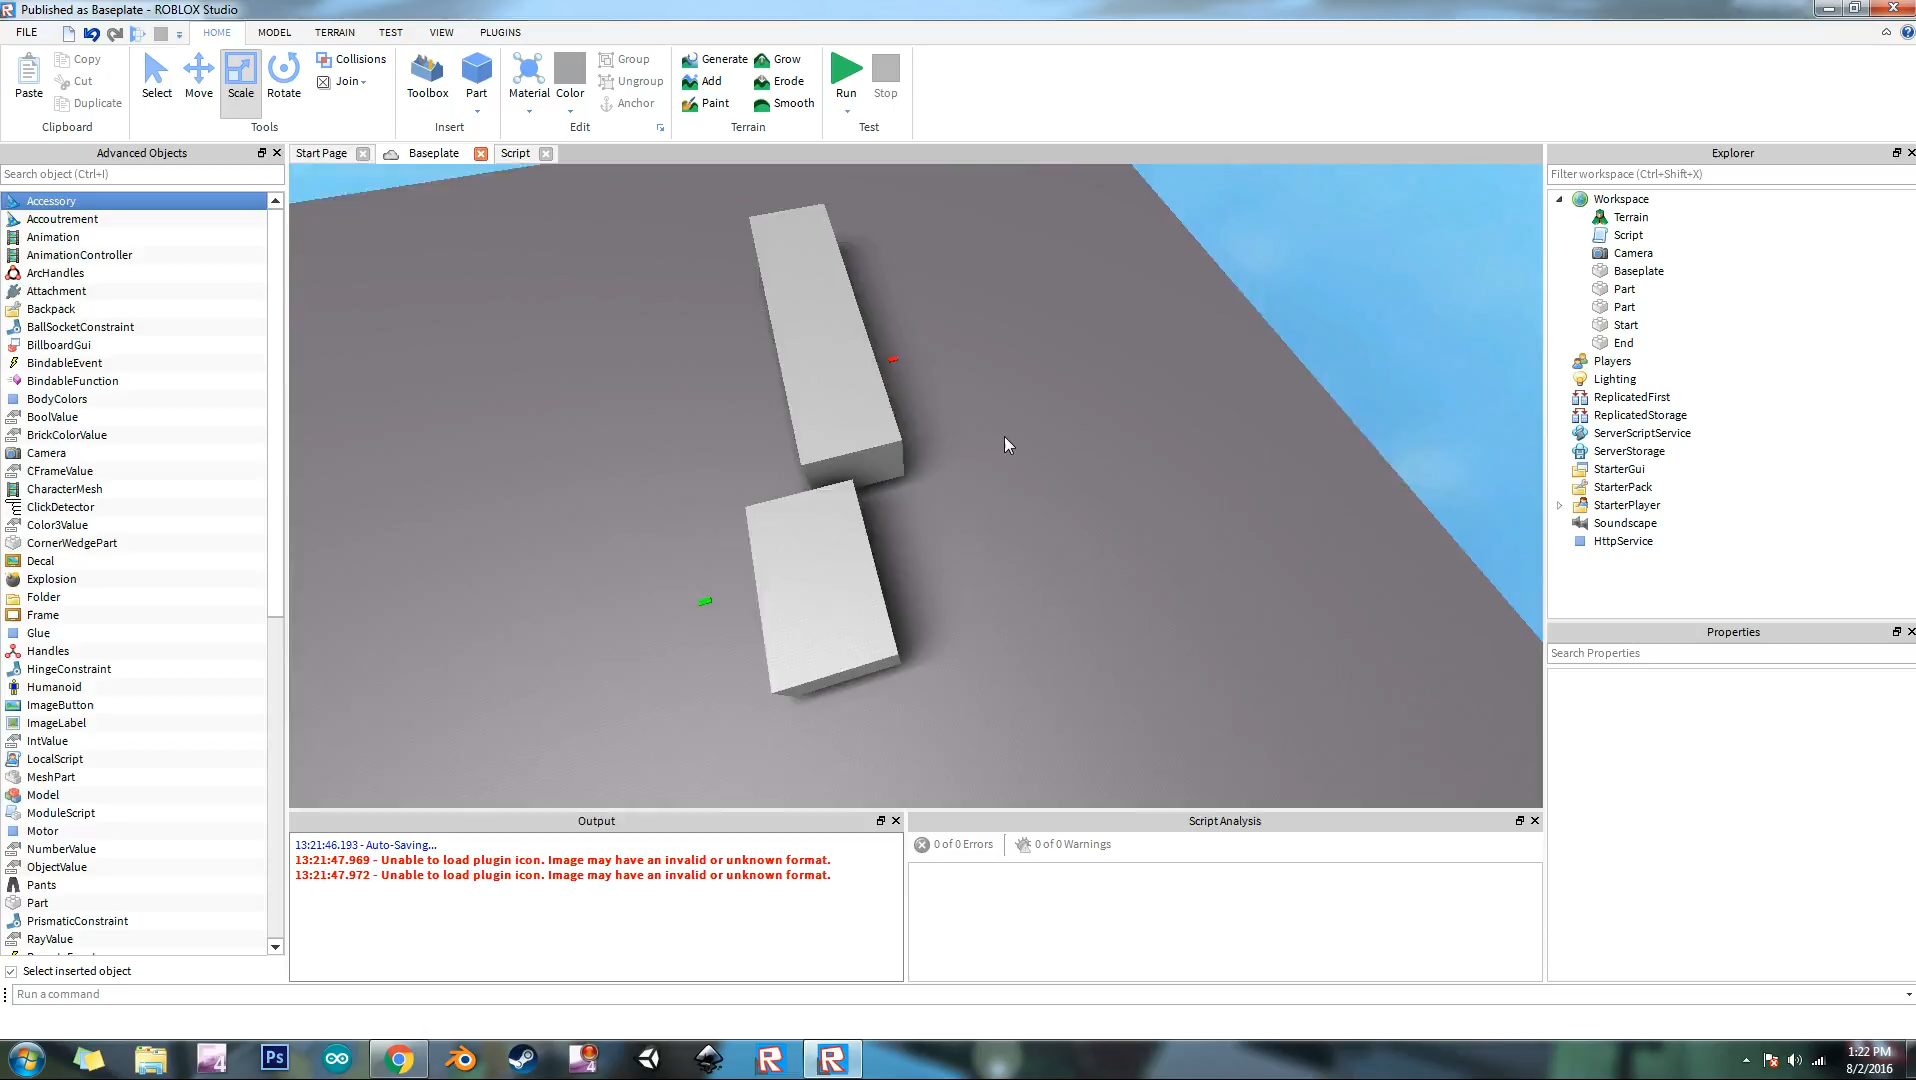 Published as Baseplate - ROBLOX Studio
FILE HOME MODEL TERRAIN TEST VIEW PLUGINS
Paste
Copy
Cut
Duplicate
Clipboard
Select
Move
Scale
Rotate
Collisions
Join
Tools
Toolbox
Part
Insert
Material
Color
Group
Ungroup
Anchor
Edit
Generate
Grow
Add
Erode
Paint
Smooth
Terrain
Run
Stop
Test
Advanced Objects
Search object (Ctrl+I)
Accessory
Accoutrement
Animation
AnimationController
ArcHandles
Attachment
Backpack
BallSocketConstraint
BillboardGui
BindableEvent
BindableFunction
BodyColors
BoolValue
BrickColorValue
Camera
CFrameValue
CharacterMesh
ClickDetector
Color3Value
CornerWedgePart
Decal
Explosion
Folder
Frame
Glue
Handles
HingeConstraint
Humanoid
ImageButton
ImageLabel
IntValue
LocalScript
MeshPart
Model
ModuleScript
Motor
NumberValue
ObjectValue
Pants
Part
PrismaticConstraint
RayValue
Select inserted object
Run a command
Start Page
Baseplate
Script
Output
13:21:46.193 - Auto-Saving...
13:21:47.969 - Unable to load plugin icon. Image may have an invalid or unknown format.
13:21:47.972 - Unable to load plugin icon. Image may have an invalid or unknown format.
Script Analysis
0 of 0 Errors
0 of 0 Warnings
Explorer
Filter workspace (Ctrl+Shift+X)
Workspace
Terrain
Script
Camera
Baseplate
Part
Part
Start
End
Players
Lighting
ReplicatedFirst
ReplicatedStorage
ServerScriptService
ServerStorage
StarterGui
StarterPack
StarterPlayer
Soundscape
HttpService
Properties
Search Properties
4
Ps
4
R
R
1:22 PM
8/2/2016